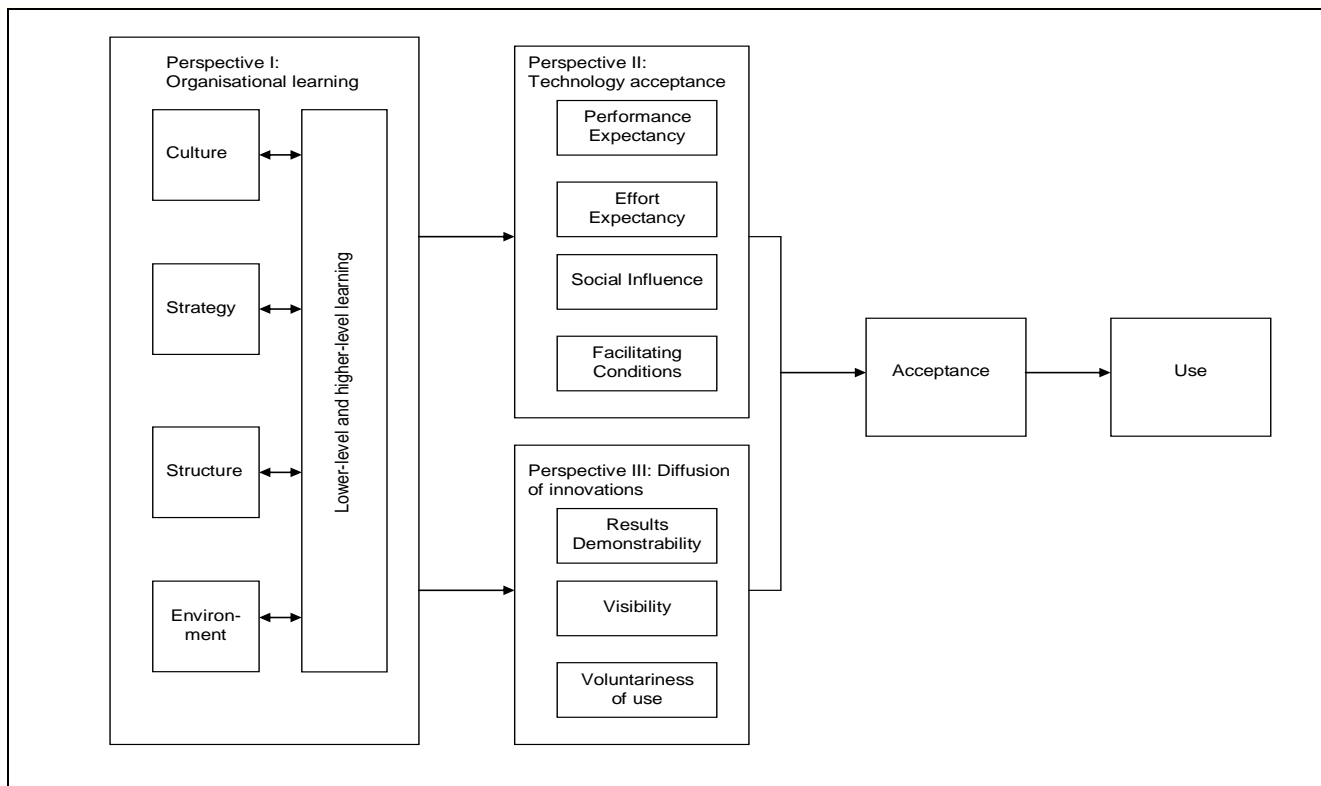 Perspective I:
Organisational learning
Culture
Strategy
Structure
Environ-
ment
Lower-level and higher-level learning
Perspective II:
Technology acceptance
Performance
Expectancy
Effort
Expectancy
Social Influence
Facilitating
Conditions
Perspective III: Diffusion
of innovations
Results
Demonstrability
Visibility
Voluntariness
of use
Acceptance
Use